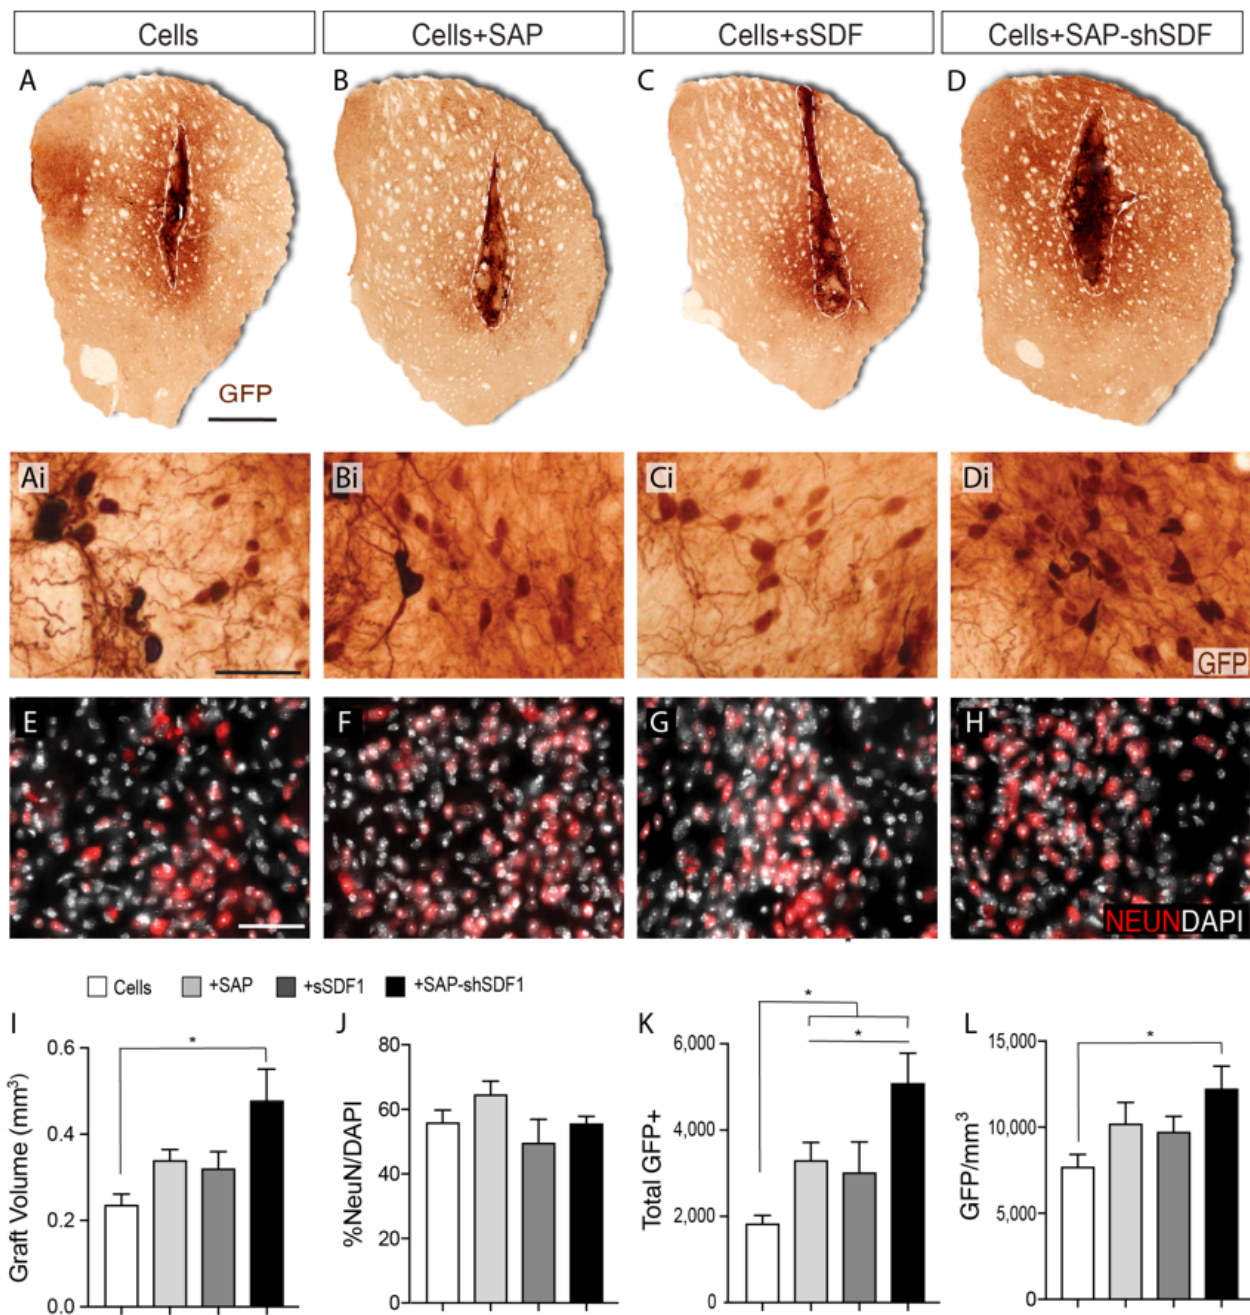 Cells Cells+SAP Cells+sSDF Cells+SAP-shSDF
A B C D
GFP
Ai Bi Ci Di
GFP
E F G H
NEUNDAPI
*
Cells +SAP +sSDF1 +SAP-shSDF1
I J K L
Graft Volume (mm³)
0.6
0.4
0.2
0.0
*
%NeuN/DAPI
80
60
40
20
0
Total GFP+
6,000
4,000
2,000
0
*
*
GFP/mm³
15,000
10,000
5,000
0
*